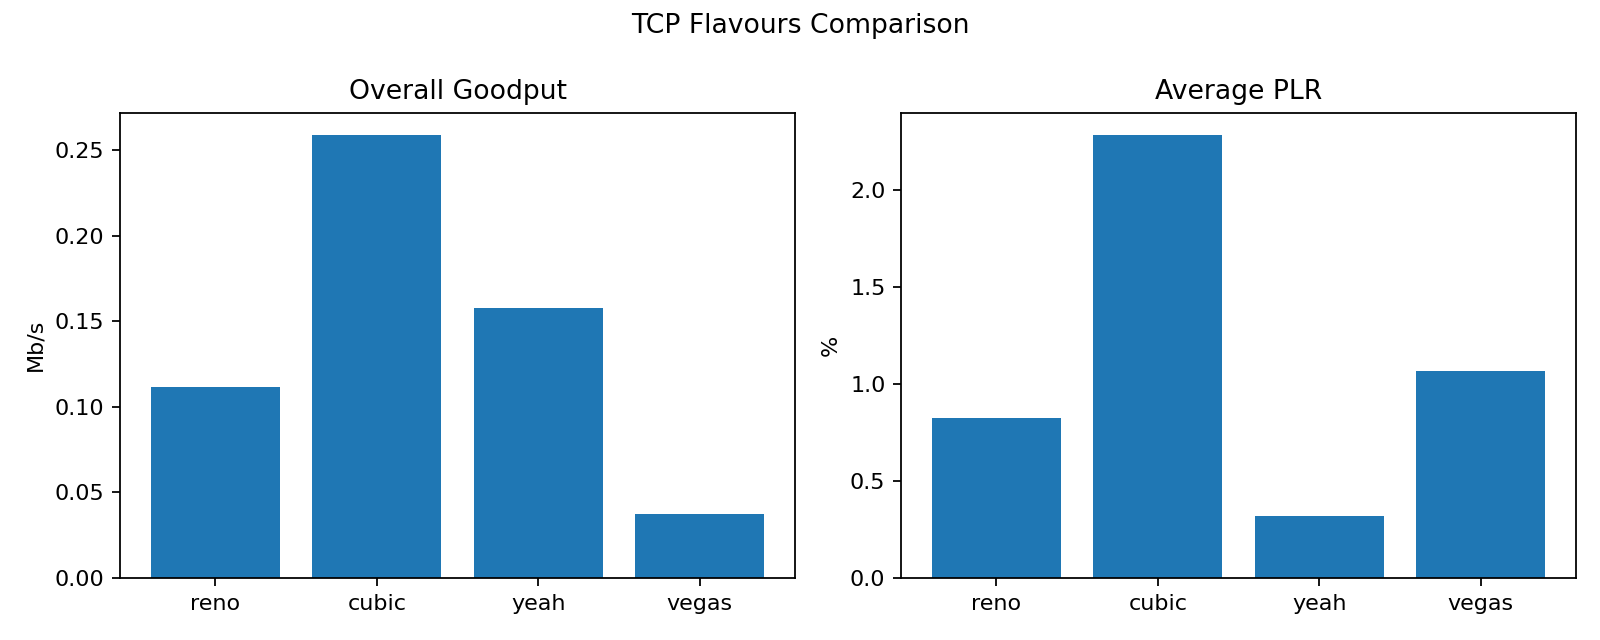 TCP Flavours Comparison
Overall Goodput
Mb/s
0.25
0.20
0.15
0.10
0.05
0.00
reno cubic yeah vegas
Average PLR
%
2.0
1.5
1.0
0.5
0.0
reno cubic yeah vegas